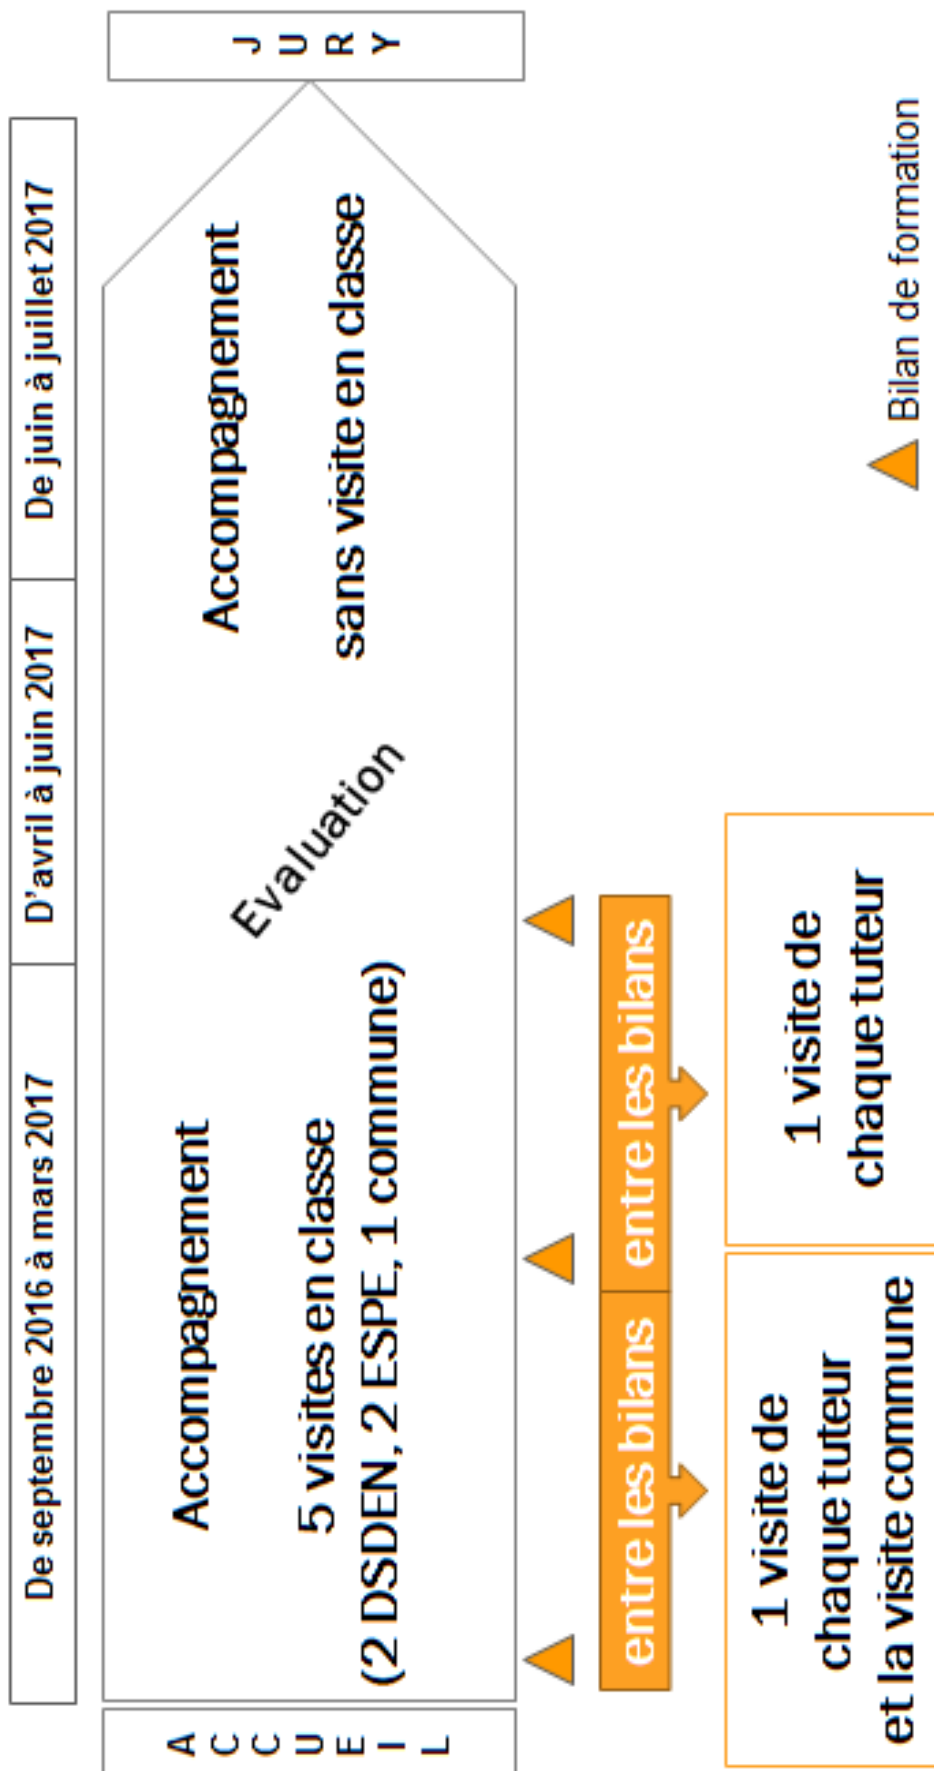 De septembre 2016 à mars 2017
D'avril à juin 2017
De juin à juillet 2017
ACCUEIL
Accompagnement
5 visites en classe
(2 DSDEN, 2 ESPE, 1 commune)
Evaluation
Accompagnement
sans visite en classe
JURY
entre les bilans
entre les bilans
1 visite de
chaque tuteur
et la visite commune
1 visite de
chaque tuteur
Bilan de formation